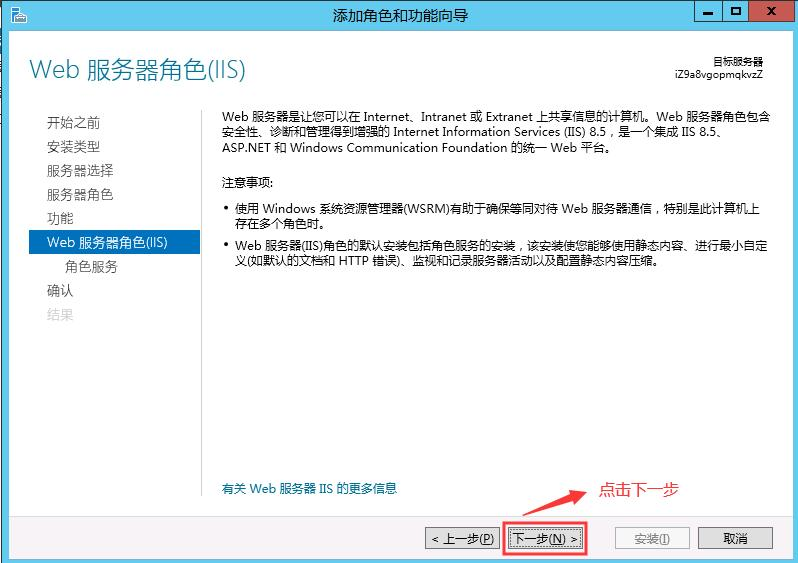 添加角色和功能向导
Web 服务器角色(IIS)
目标服务器
iZ9a8vgopmqkvzZ
开始之前
安装类型
服务器选择
服务器角色
功能
Web 服务器角色(IIS)
角色服务
确认
结果
Web 服务器是让您可以在 Internet、Intranet 或 Extranet 上共享信息的计算机。Web 服务器角色包含
安全性、诊断和管理得到增强的 Internet Information Services (IIS) 8.5，是一个集成 IIS 8.5、
ASP.NET 和 Windows Communication Foundation 的统一 Web 平台。
注意事项:
• 使用 Windows 系统资源管理器(WSRM)有助于确保等同对待 Web 服务器通信，特别是此计算机上
存在多个角色时。
• Web 服务器(IIS)角色的默认安装包括角色服务的安装，该安装使您能够使用静态内容、进行最小自定
义(如默认的文档和 HTTP 错误)、监视和记录服务器活动以及配置静态内容压缩。
有关 Web 服务器 IIS 的更多信息
点击下一步
< 上一步(P)
下一步(N) >
安装(I)
取消